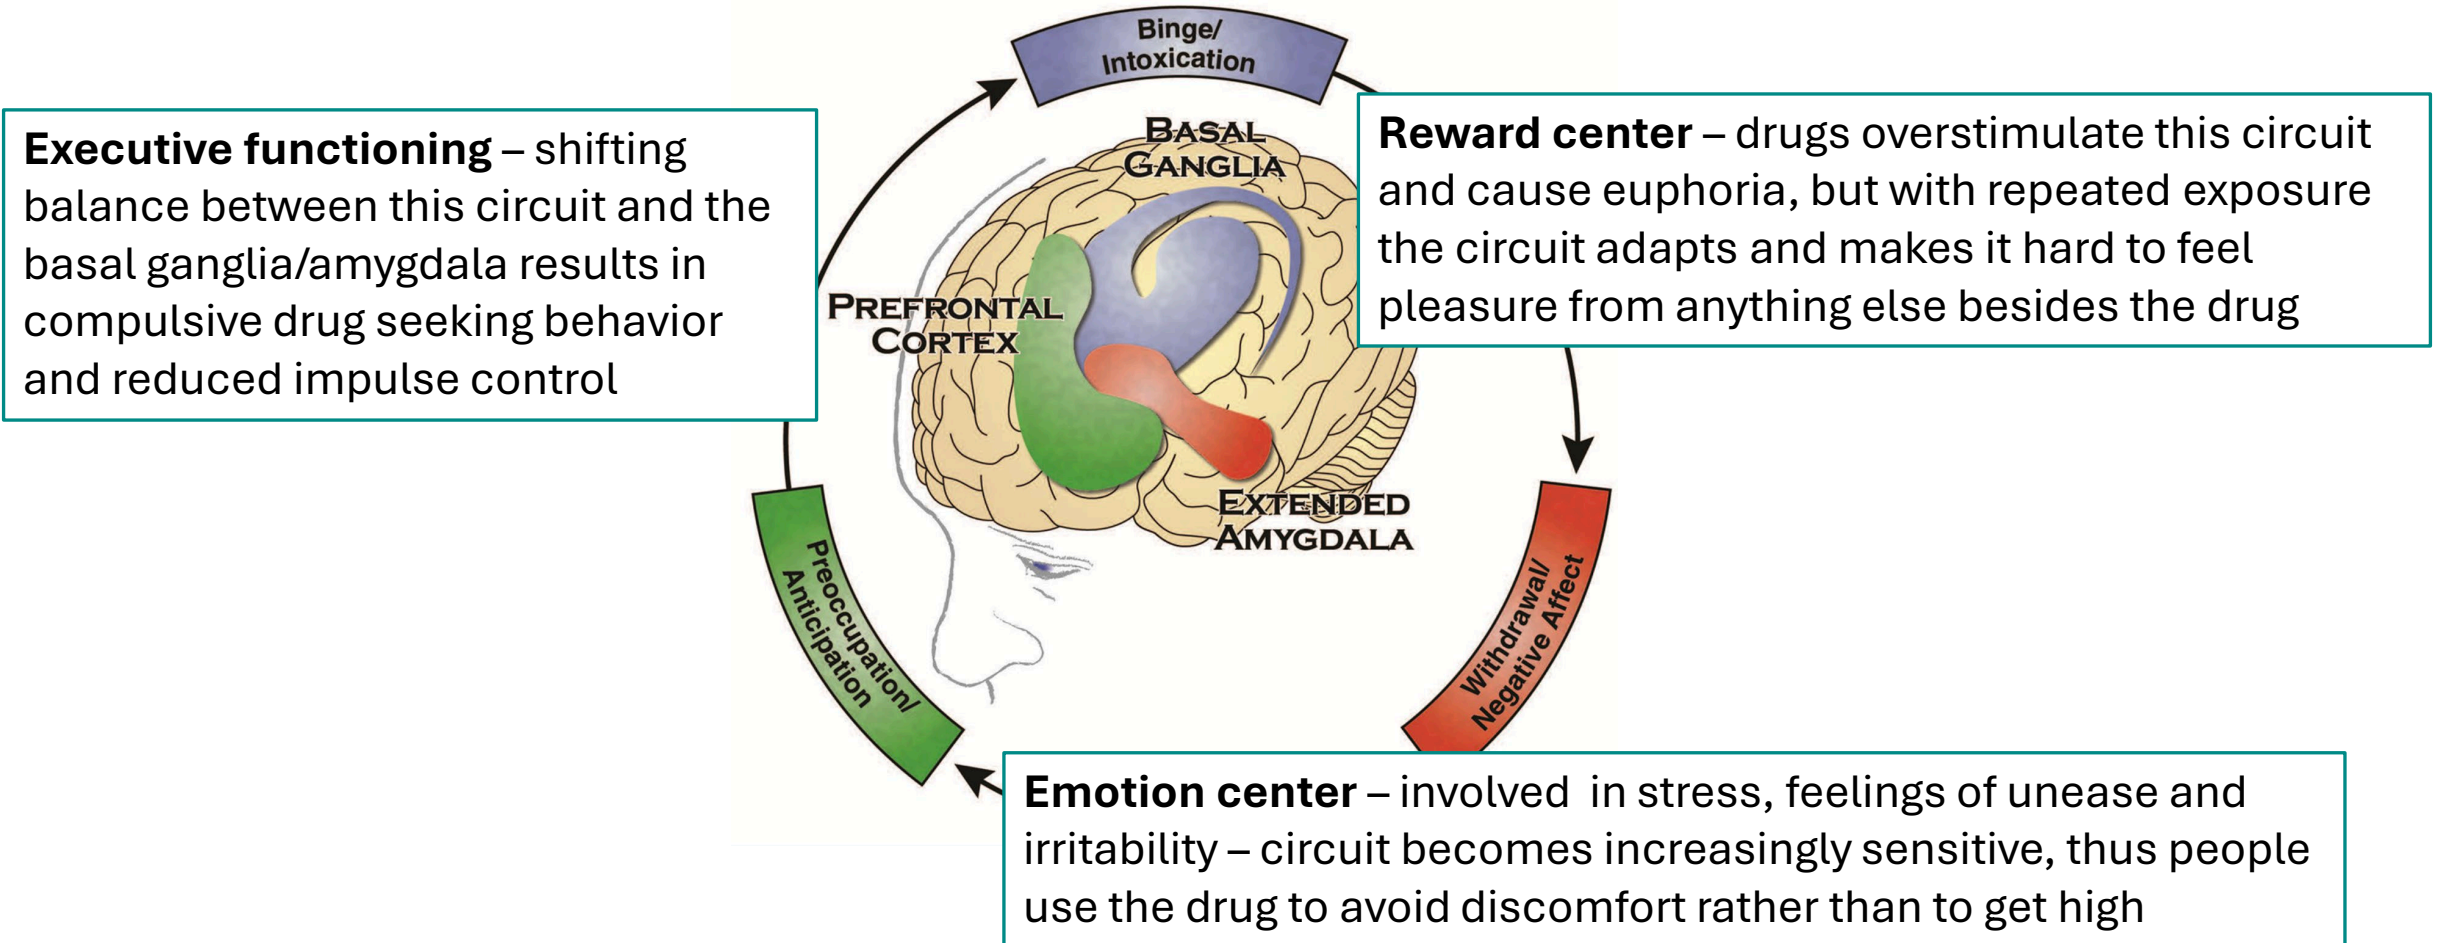 Binge/
Intoxication
Executive functioning – shifting
balance between this circuit and the
basal ganglia/amygdala results in
compulsive drug seeking behavior
and reduced impulse control
BASAL
GANGLIA
Reward center – drugs overstimulate this circuit
and cause euphoria, but with repeated exposure
the circuit adapts and makes it hard to feel
pleasure from anything else besides the drug
PREFRONTAL
CORTEX
EXTENDED
AMYGDALA
Preoccupation/
Anticipation
Withdrawal/
Negative Affect
Emotion center – involved  in stress, feelings of unease and
irritability – circuit becomes increasingly sensitive, thus people
use the drug to avoid discomfort rather than to get high